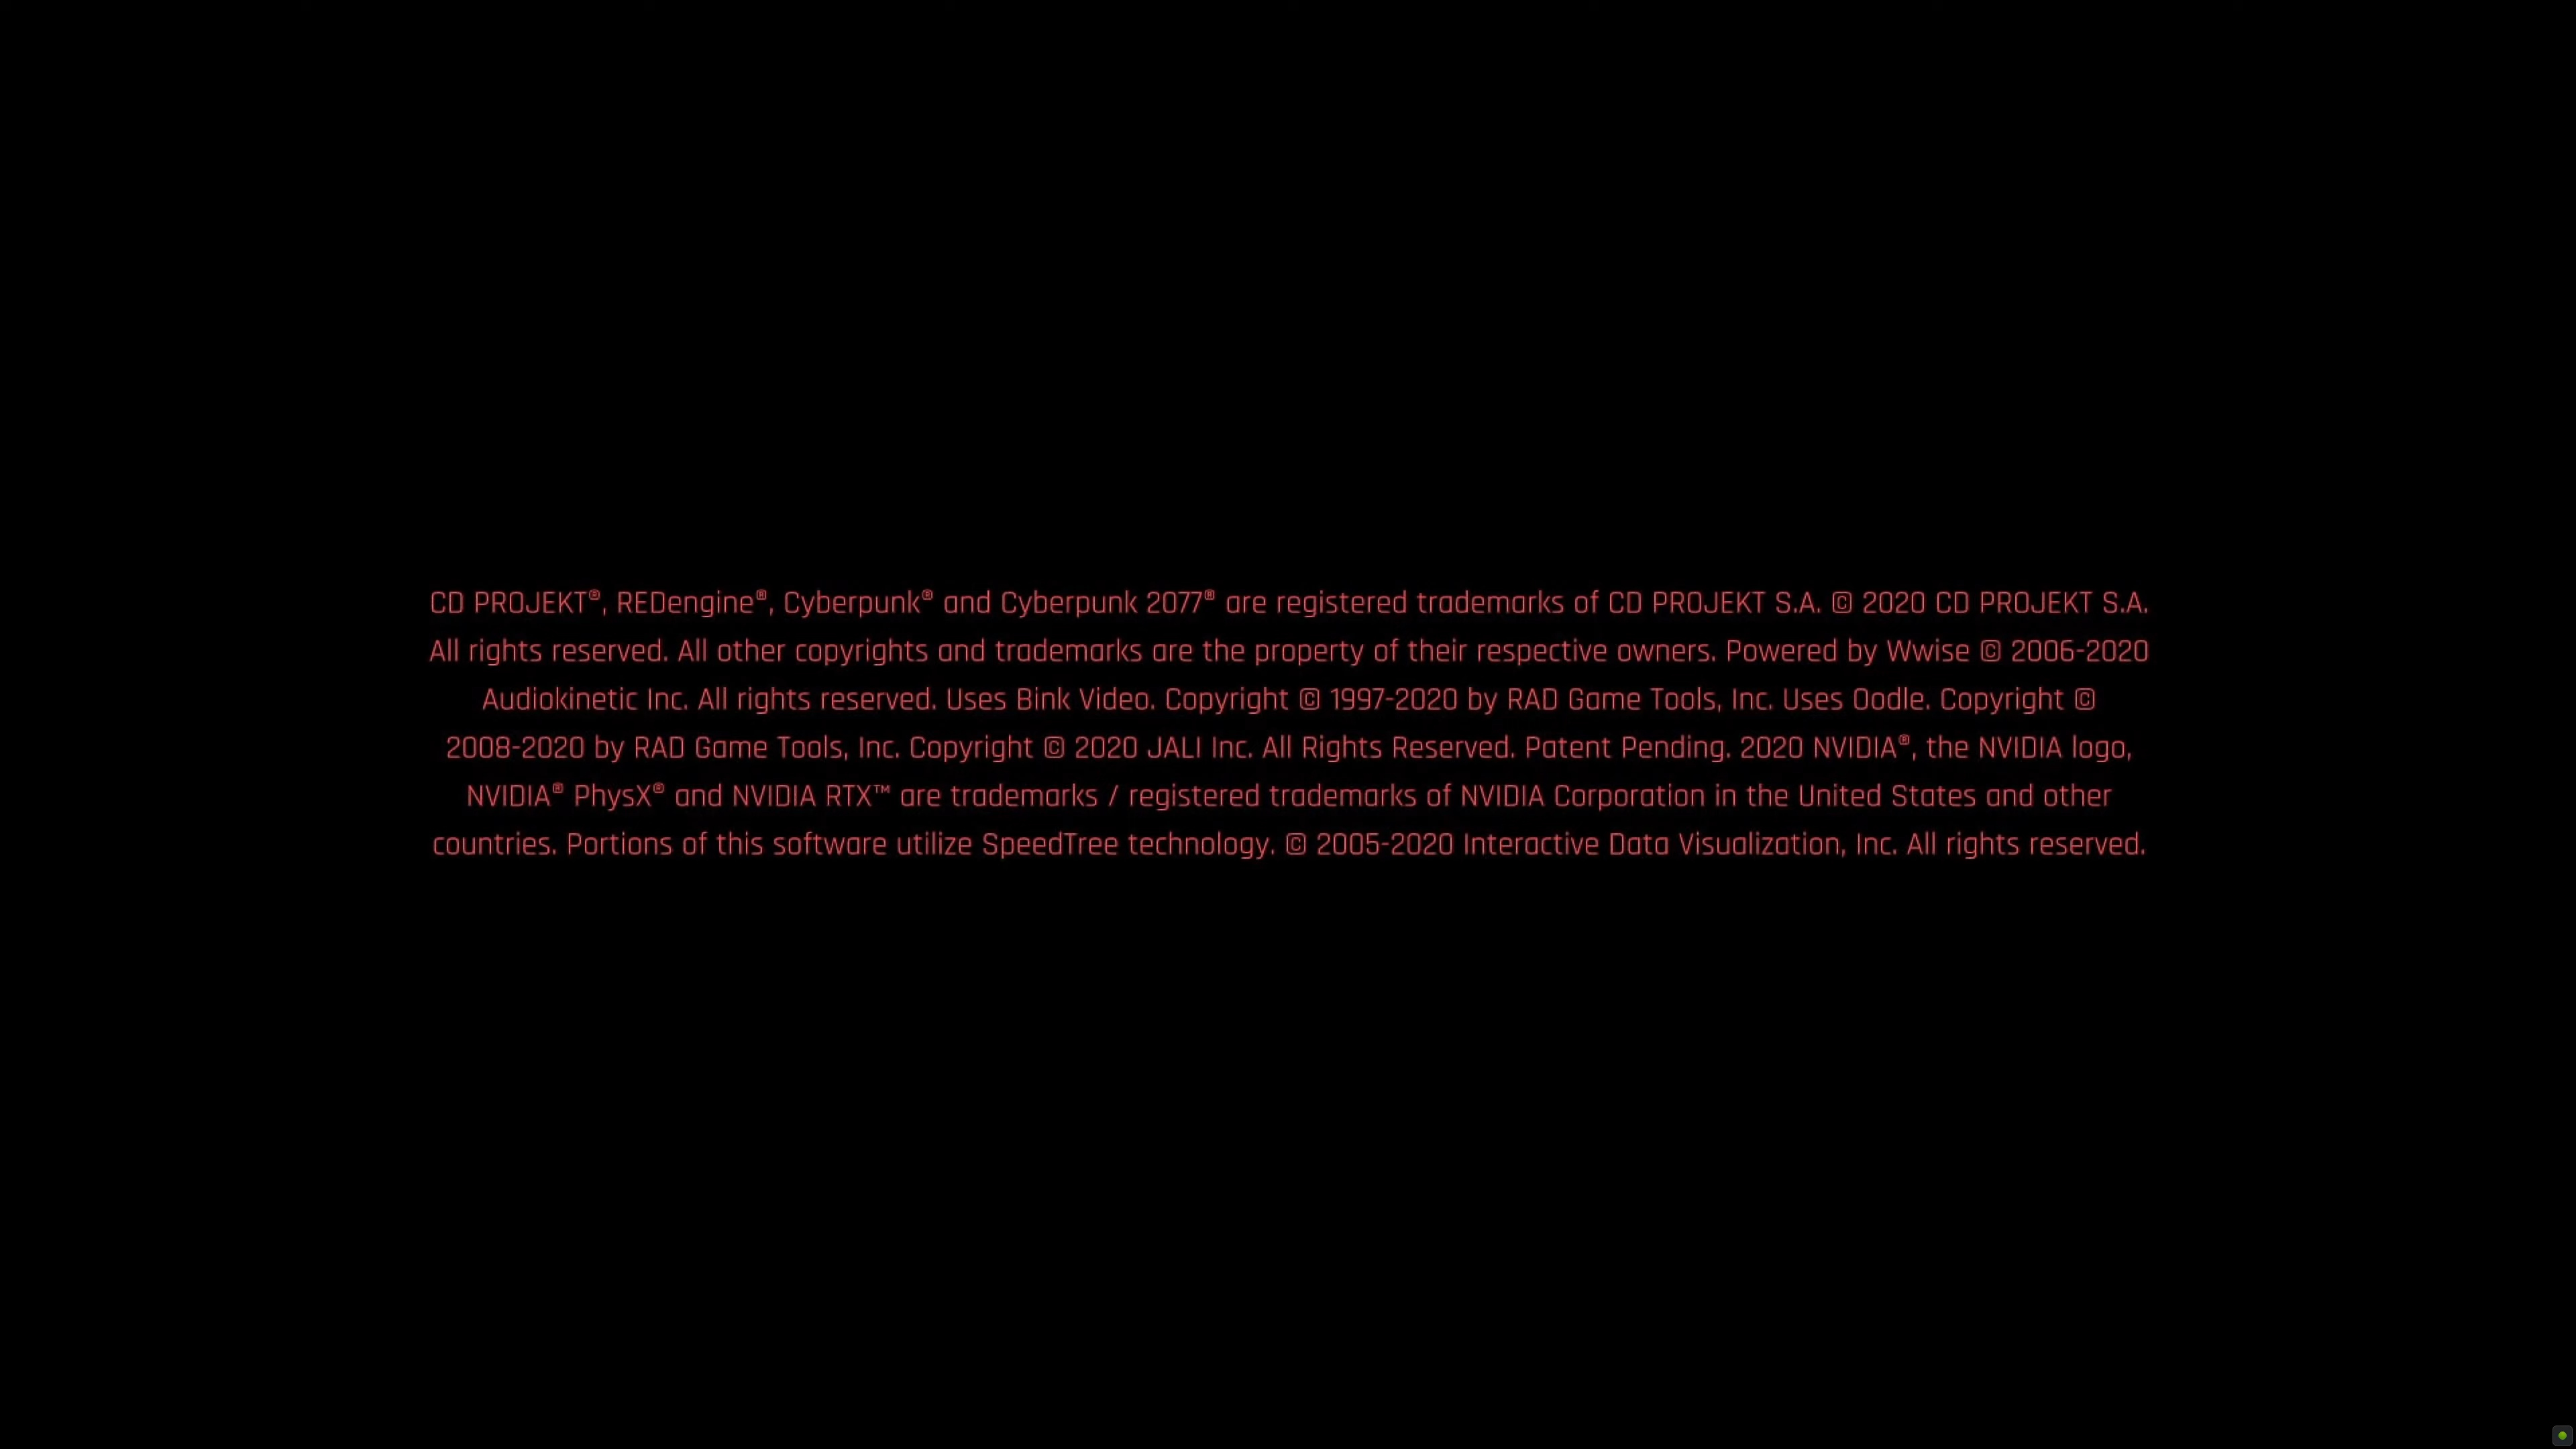 CD PROJEKT®, REDengine®, Cyberpunk® and Cyberpunk 2077® are registered trademarks of CD PROJEKT S.A. © 2020 CD PROJEKT S.A.
All rights reserved. All other copyrights and trademarks are the property of their respective owners. Powered by Wwise © 2006-2020
Audiokinetic Inc. All rights reserved. Uses Bink Video. Copyright © 1997-2020 by RAD Game Tools, Inc. Uses Oodle. Copyright ©
2008-2020 by RAD Game Tools, Inc. Copyright © 2020 JALI Inc. All Rights Reserved. Patent Pending. 2020 NVIDIA®, the NVIDIA logo,
NVIDIA® PhysX® and NVIDIA RTX™ are trademarks / registered trademarks of NVIDIA Corporation in the United States and other
countries. Portions of this software utilize SpeedTree technology. © 2005-2020 Interactive Data Visualization, Inc. All rights reserved.